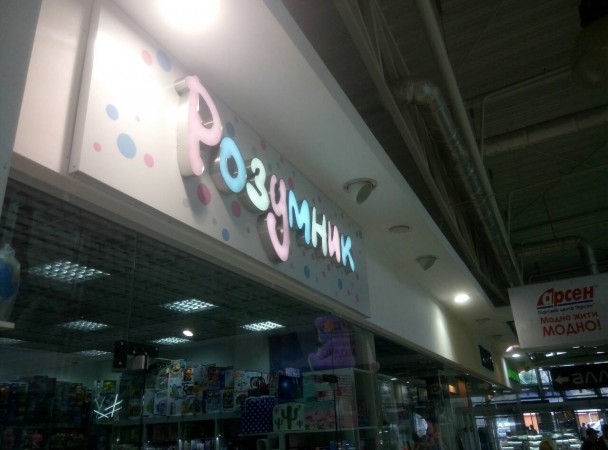 Розумник
Арсен
Модно жити
МОДНО!